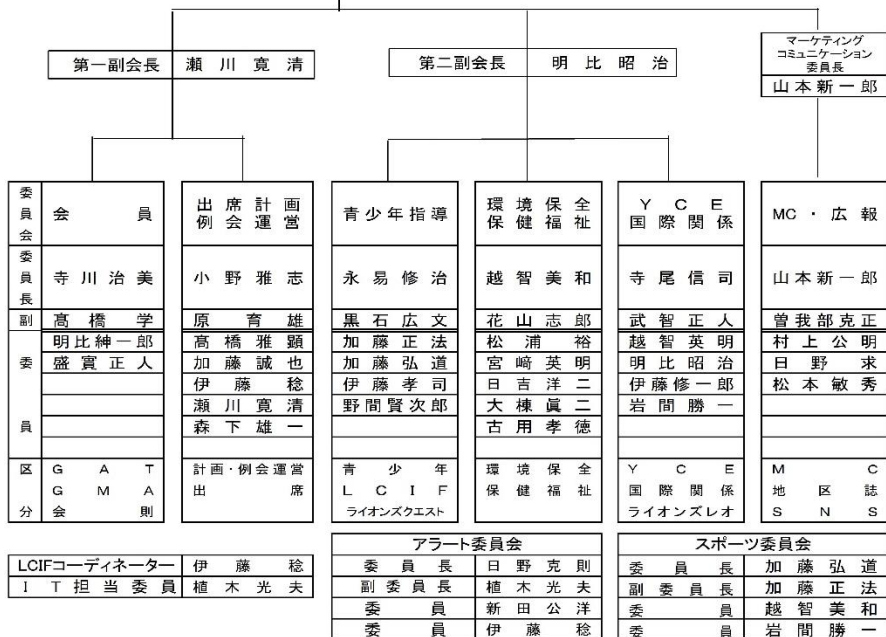 マーケティング
コミュニケーション
委員長
山本新一郎
第一副会長 瀬川寛清
第二副会長 明比昭治
委員会 会員 出席計画 例会運営 青少年指導 環境保全 保健福祉 YCE 国際関係 MC・広報
委員長 寺川治美 小野雅志 永易修治 越智美和 寺尾信司 山本新一郎
副 髙橋学 原育雄 黒石広文 花山志郎 武智正人 曽我部克正
委員 明比紳一郎 髙橋雅顕 加藤正法 松浦裕 越智英明 村上公明
盛實正人 加藤誠也 加藤弘道 宮﨑英明 明比昭治 日野求
伊藤稔 伊藤孝司 日吉洋二 伊藤修一郎 松本敏秀
瀬川寛清 野間賢次郎 大棟眞二 岩間勝一
森下雄一 古用孝徳
区分 GAT 計画・例会運営 青少年 環境保全 YCE MC
GMA 出席 LCIF 保健福祉 国際関係 地区誌
会則 ライオンズクエスト ライオンズレオ SNS
LCIFコーディネーター 伊藤稔
IT担当委員 植木光夫
アラート委員会
委員長 日野克則
副委員長 植木光夫
委員 新田公洋
委員 伊藤稔
スポーツ委員会
委員長 加藤弘道
副委員長 加藤正法
委員 越智美和
委員 岩間勝一